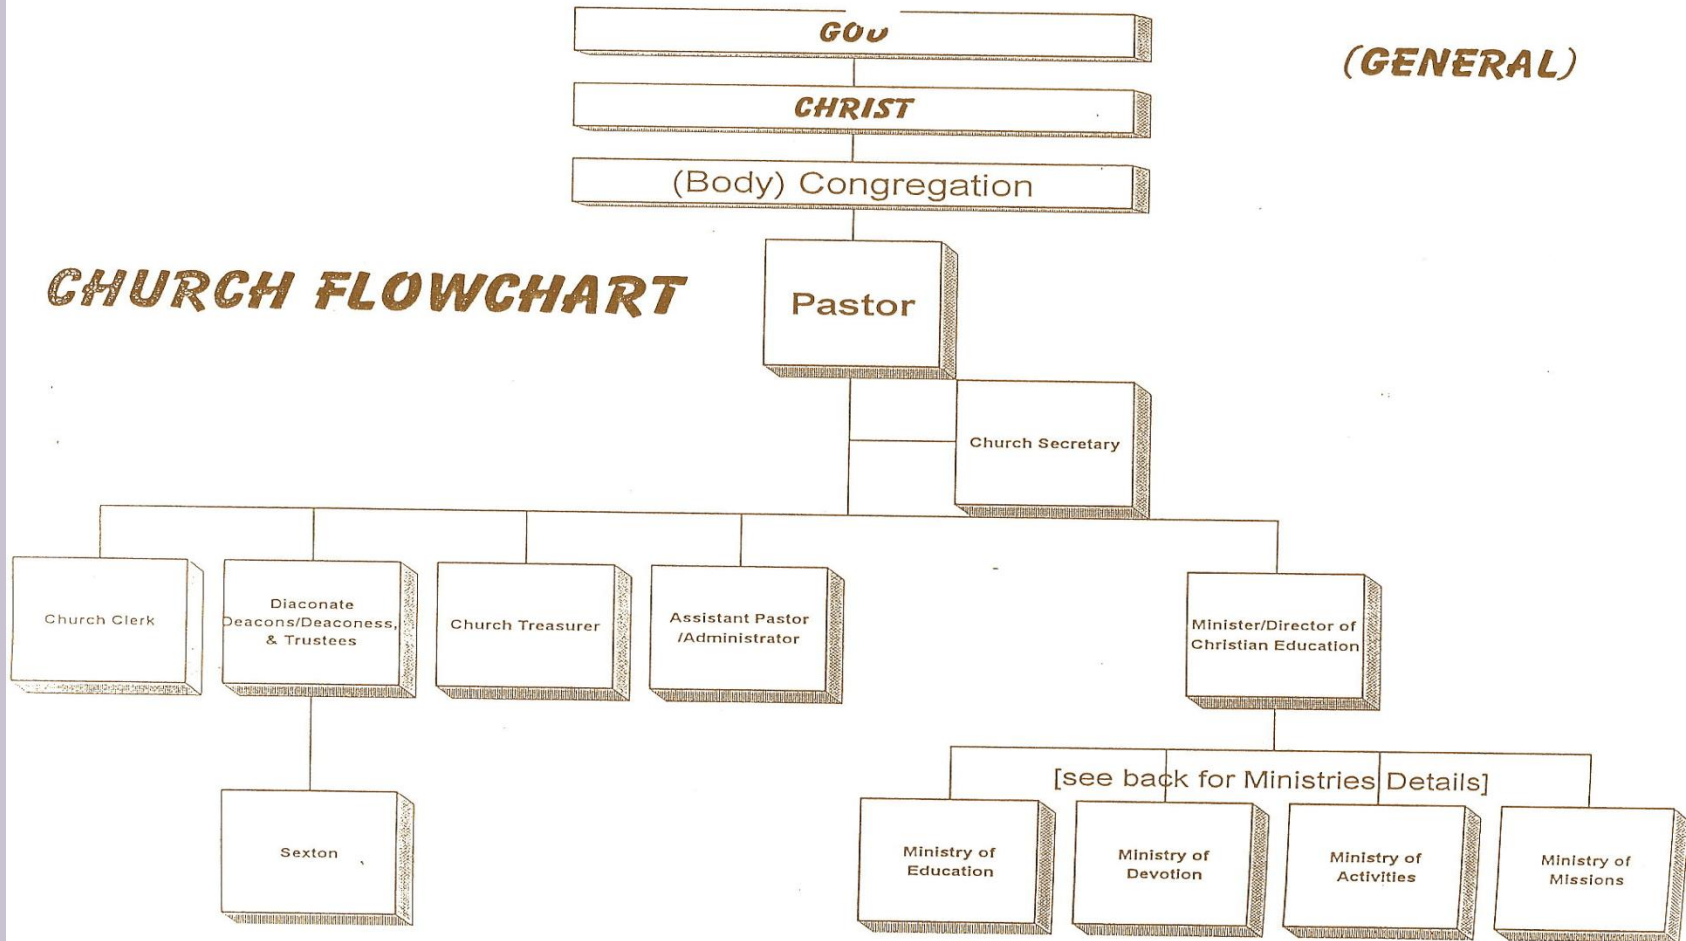 GOD
(GENERAL)
CHRIST
(Body) Congregation
CHURCH FLOWCHART
Pastor
Church Secretary
Church Clerk
Diaconate
Deacons/Deaconess,
& Trustees
Church Treasurer
Assistant Pastor
/Administrator
Minister/Director of
Christian Education
[see back for Ministries Details]
Sexton
Ministry of
Education
Ministry of
Devotion
Ministry of
Activities
Ministry of
Missions